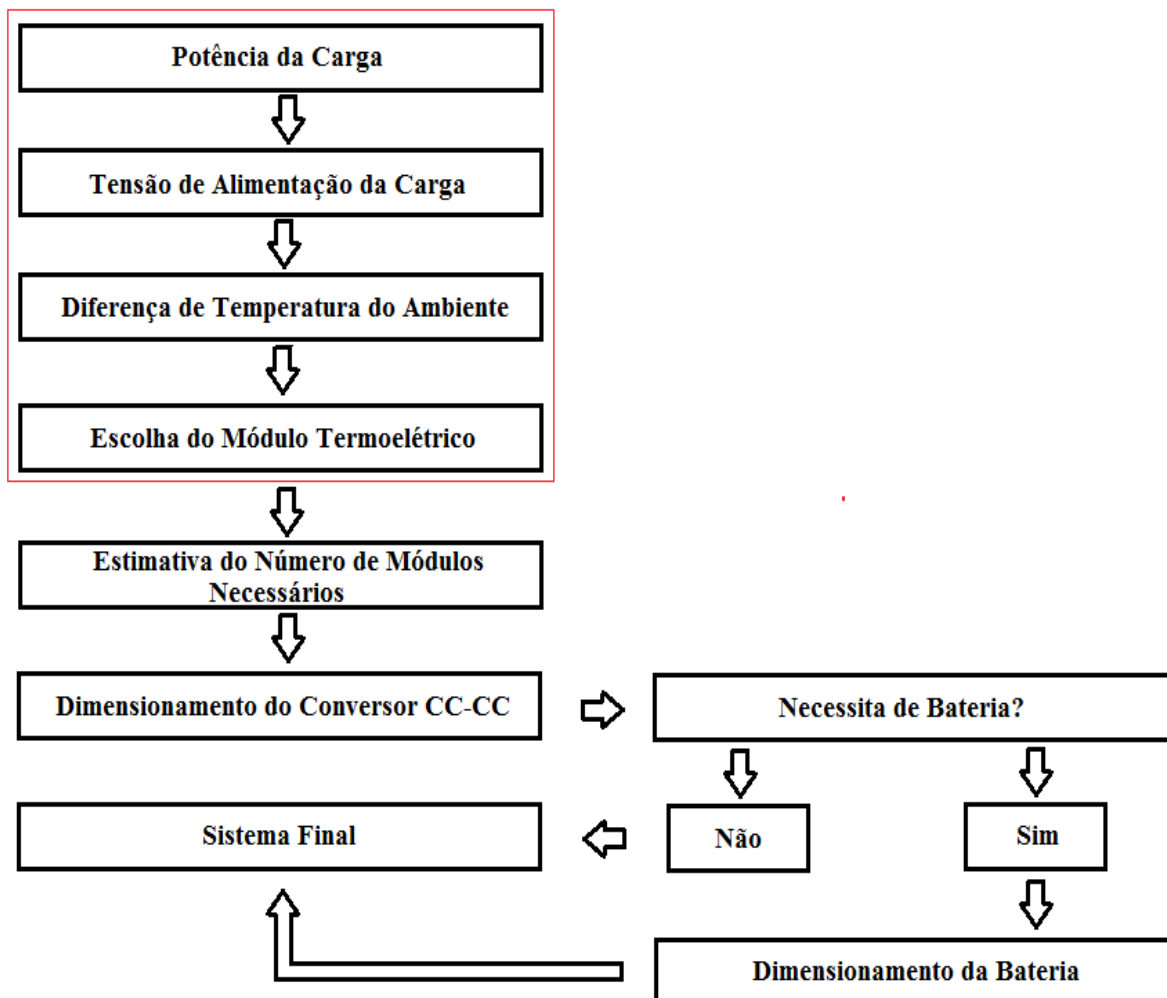 Potência da Carga
Tensão de Alimentação da Carga
Diferença de Temperatura do Ambiente
Escolha do Módulo Termoelétrico
Estimativa do Número de Módulos
Necessários
Dimensionamento do Conversor CC-CC
Necessita de Bateria?
Sistema Final
Não
Sim
Dimensionamento da Bateria